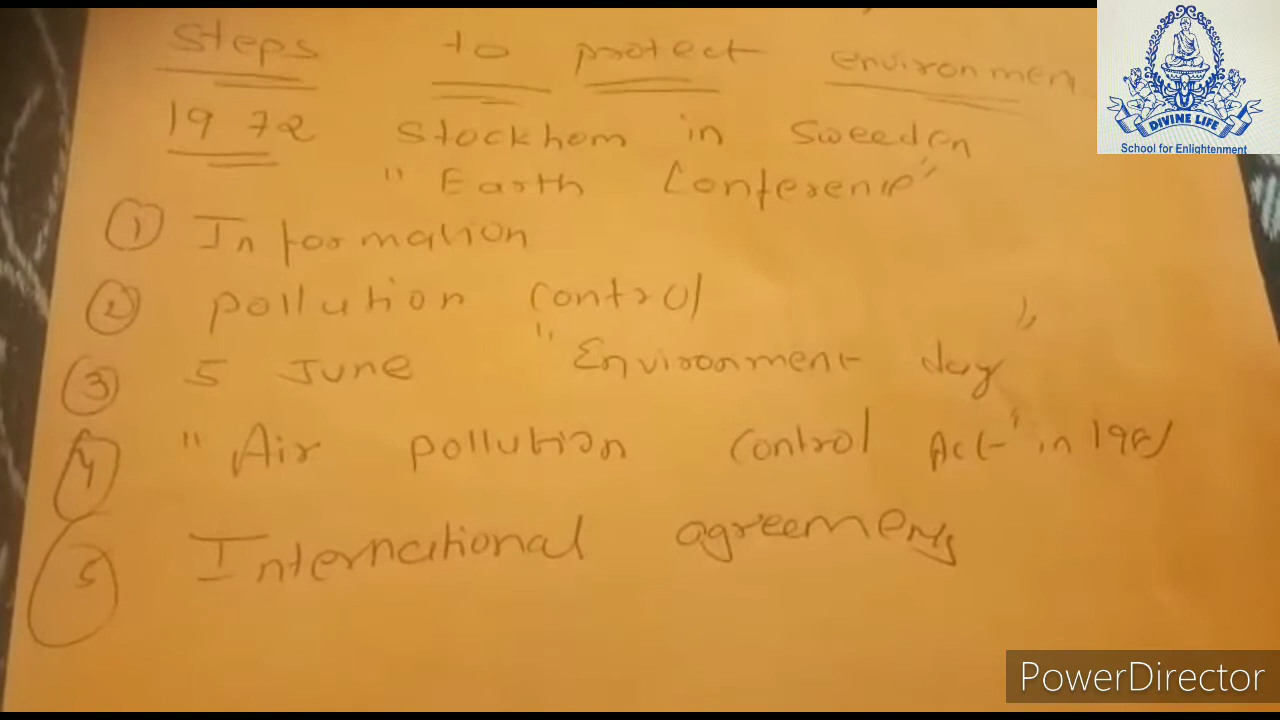 Steps to protect environmen
1972 Stockhom in Sweeden
"Earth Conference"
① Information
② pollution control
③ 5 June "Environment day"
④ "Air pollution control Act" in 1981
⑤ International agreements
DIVINE LIFE
School for Enlightenment
PowerDirector